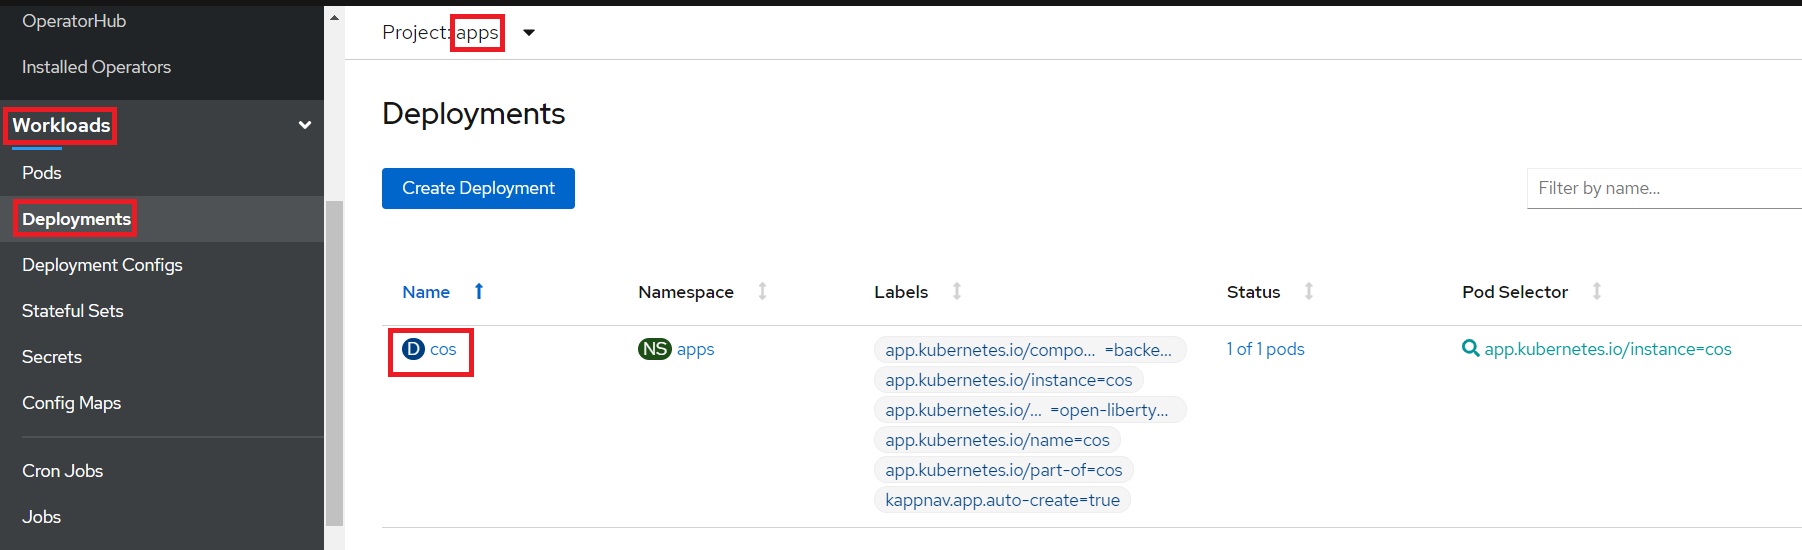 OperatorHub
Installed Operators
Workloads
Pods
Deployments
Deployment Configs
Stateful Sets
Secrets
Config Maps
Cron Jobs
Jobs
Project: apps
Deployments
Create Deployment
Filter by name...
Name Namespace Labels Status Pod Selector
D cos NS apps app.kubernetes.io/compo... =backe... 1 of 1 pods app.kubernetes.io/instance=cos
app.kubernetes.io/instance=cos
app.kubernetes.io/... =open-liberty...
app.kubernetes.io/name=cos
app.kubernetes.io/part-of=cos
kappnav.app.auto-create=true